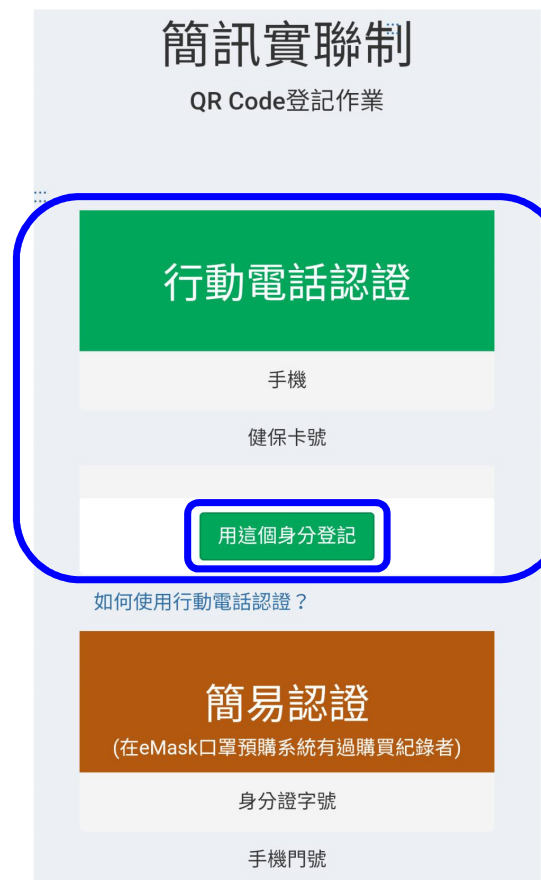 簡訊實聯制
QR Code登記作業
行動電話認證
手機
健保卡號
用這個身分登記
如何使用行動電話認證？
簡易認證
(在eMask口罩預購系統有過購買紀錄者)
身分證字號
手機門號